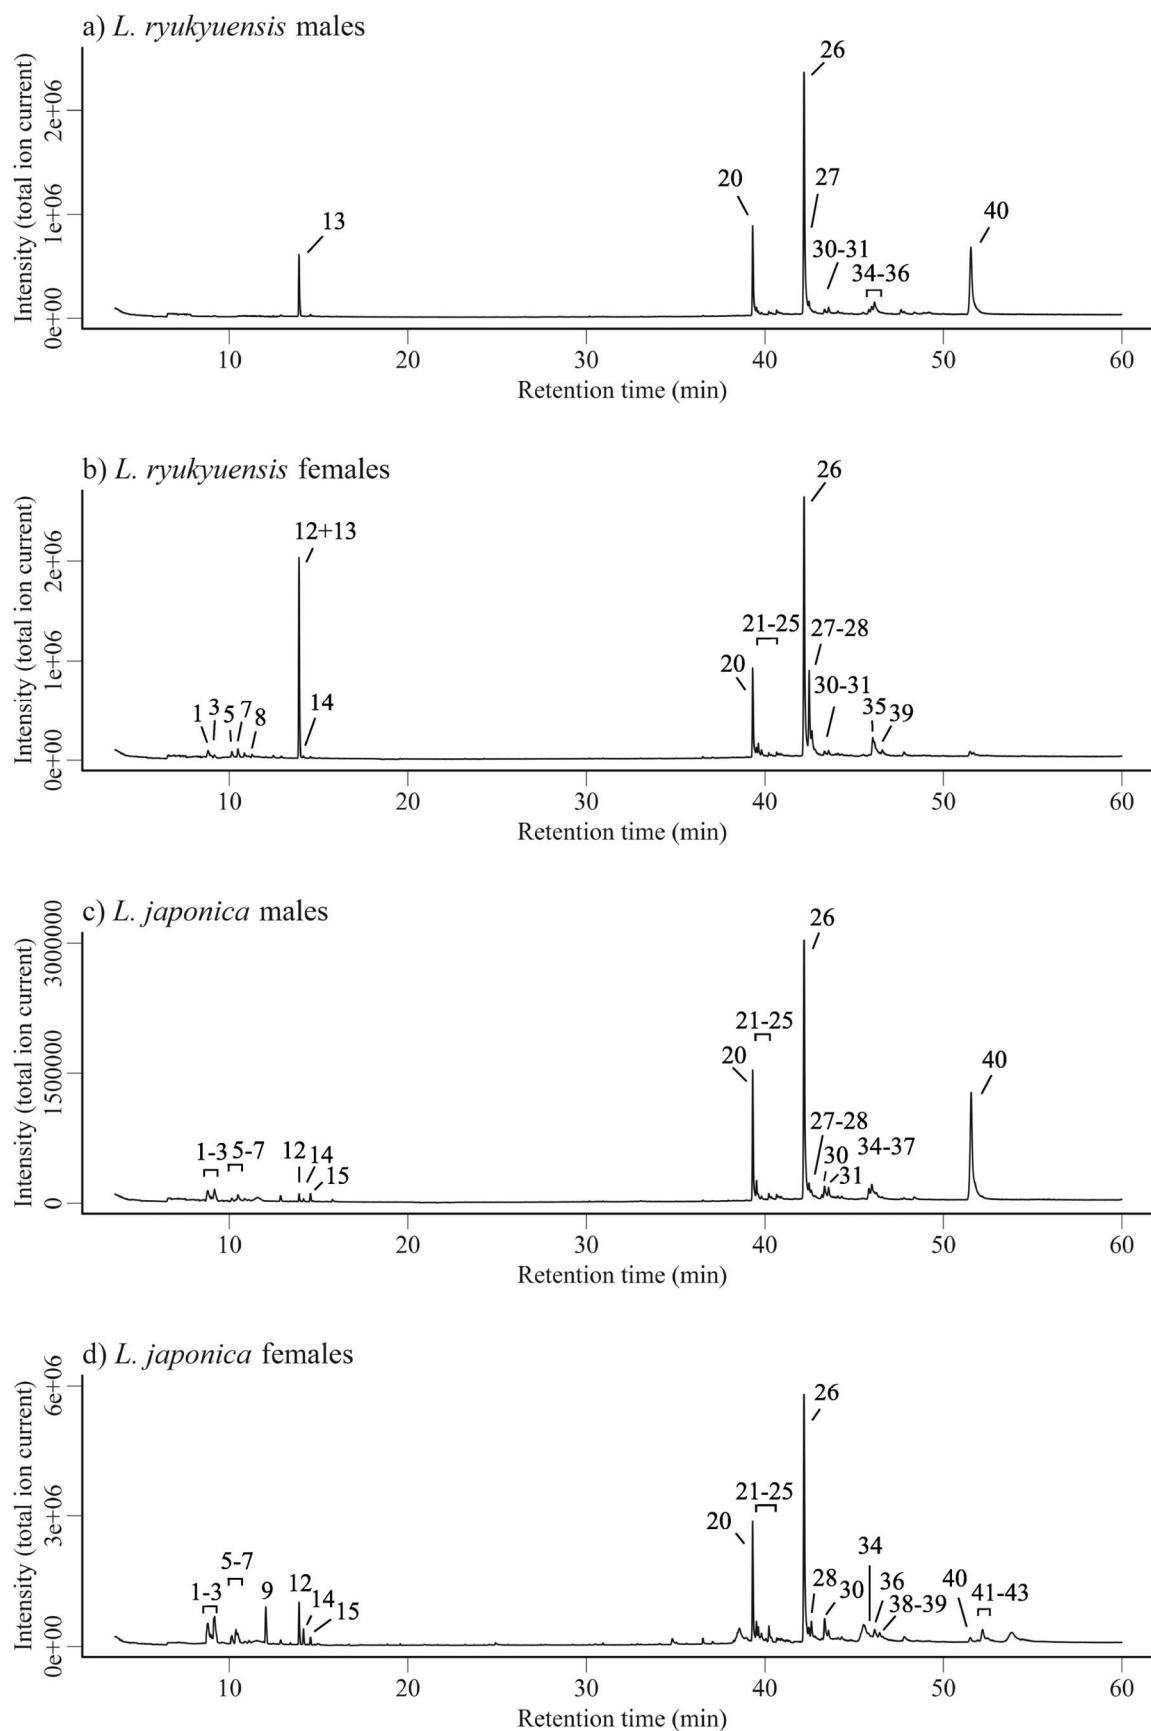 a) L. ryukyuensis males
Intensity (total ion current)
2e+06
1e+06
0e+00
13
20
26
27
30-31
34-36
40
10 20 30 40 50 60
Retention time (min)
b) L. ryukyuensis females
Intensity (total ion current)
2e+06
1e+06
0e+00
1 3 5 7 8
12+13
14
20
21-25
26
27-28
30-31
35 39
10 20 30 40 50 60
Retention time (min)
c) L. japonica males
Intensity (total ion current)
3000000
1500000
0
1-3 5-7
12 14
15
20
21-25
26
27-28
30
31
34-37
40
10 20 30 40 50 60
Retention time (min)
d) L. japonica females
Intensity (total ion current)
6e+06
3e+06
0e+00
1-3
5-7
9
12
14
15
20
21-25
26
28
30
34
36
38-39
40
41-43
10 20 30 40 50 60
Retention time (min)